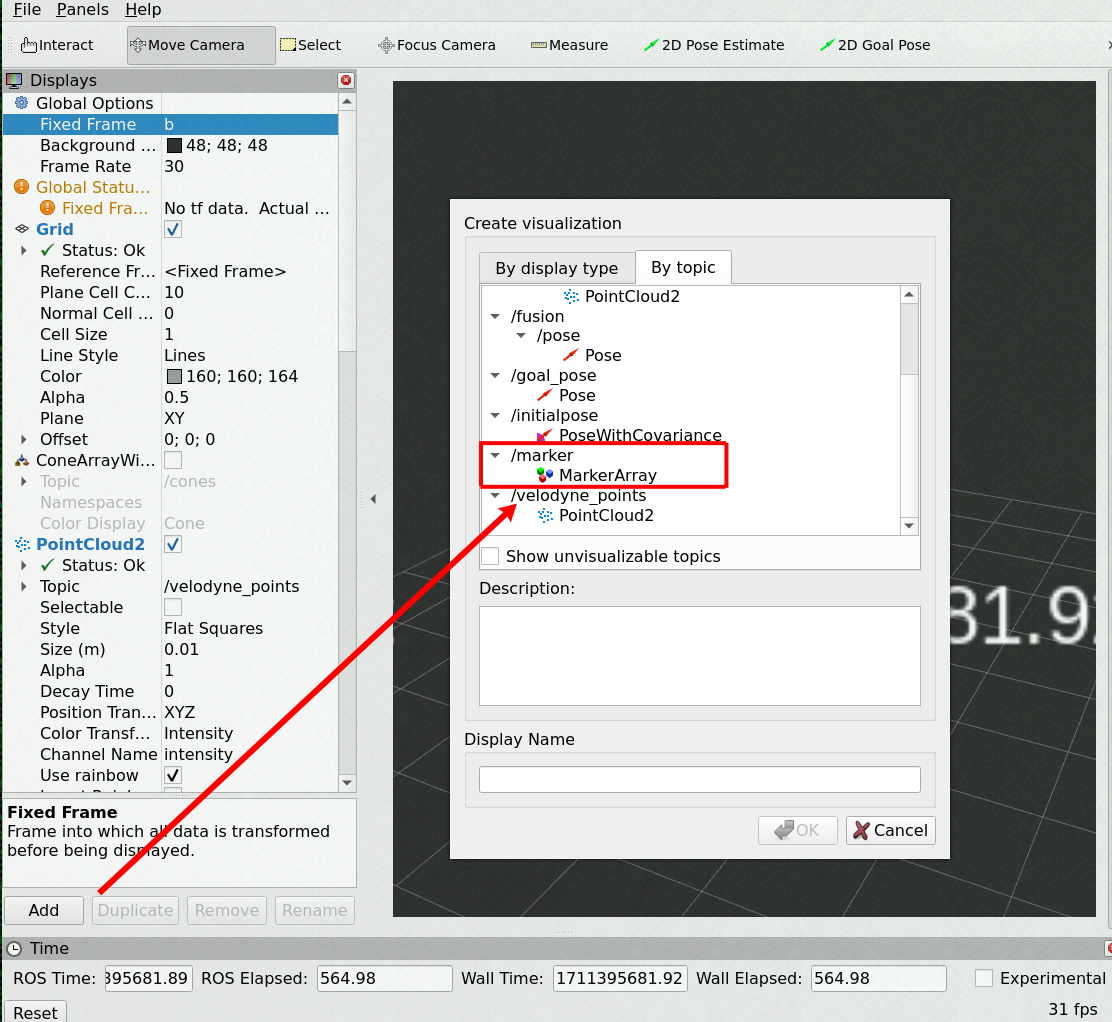 File Panels Help
Interact Move Camera Select Focus Camera Measure 2D Pose Estimate 2D Goal Pose
Displays
Global Options
Fixed Frame b
Background ... 48; 48; 48
Frame Rate 30
Global Statu...
Fixed Fra... No tf data. Actual ...
Grid
Status: Ok
Reference Fr... <Fixed Frame>
Plane Cell C... 10
Normal Cell ... 0
Cell Size 1
Line Style Lines
Color 160; 160; 164
Alpha 0.5
Plane XY
Offset 0; 0; 0
ConeArrayWi...
Topic /cones
Namespaces
Color Display Cone
PointCloud2
Status: Ok
Topic /velodyne_points
Selectable
Style Flat Squares
Size (m) 0.01
Alpha 1
Decay Time 0
Position Tran... XYZ
Color Transf... Intensity
Channel Name intensity
Use rainbow
Fixed Frame
Frame into which all data is transformed
before being displayed.
Add Duplicate Remove Rename
Create visualization
By display type By topic
PointCloud2
/fusion
/pose
Pose
/goal_pose
Pose
/initialpose
PoseWithCovariance
/marker
MarkerArray
/velodyne_points
PointCloud2
Show unvisualizable topics
Description:
Display Name
OK Cancel
31.9
Time
ROS Time: 395681.89 ROS Elapsed: 564.98 Wall Time: 1711395681.92 Wall Elapsed: 564.98 Experimental
Reset 31 fps